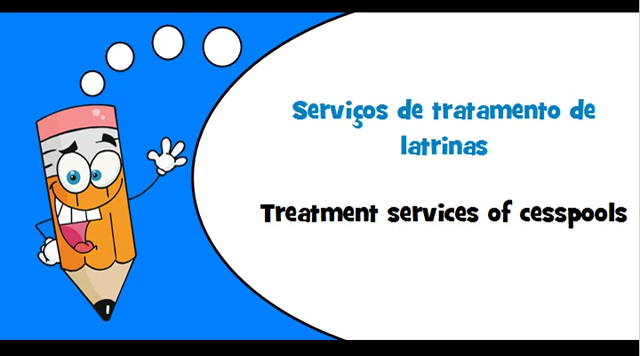 Serviços de tratamento de
latrinas
Treatment services of cesspools